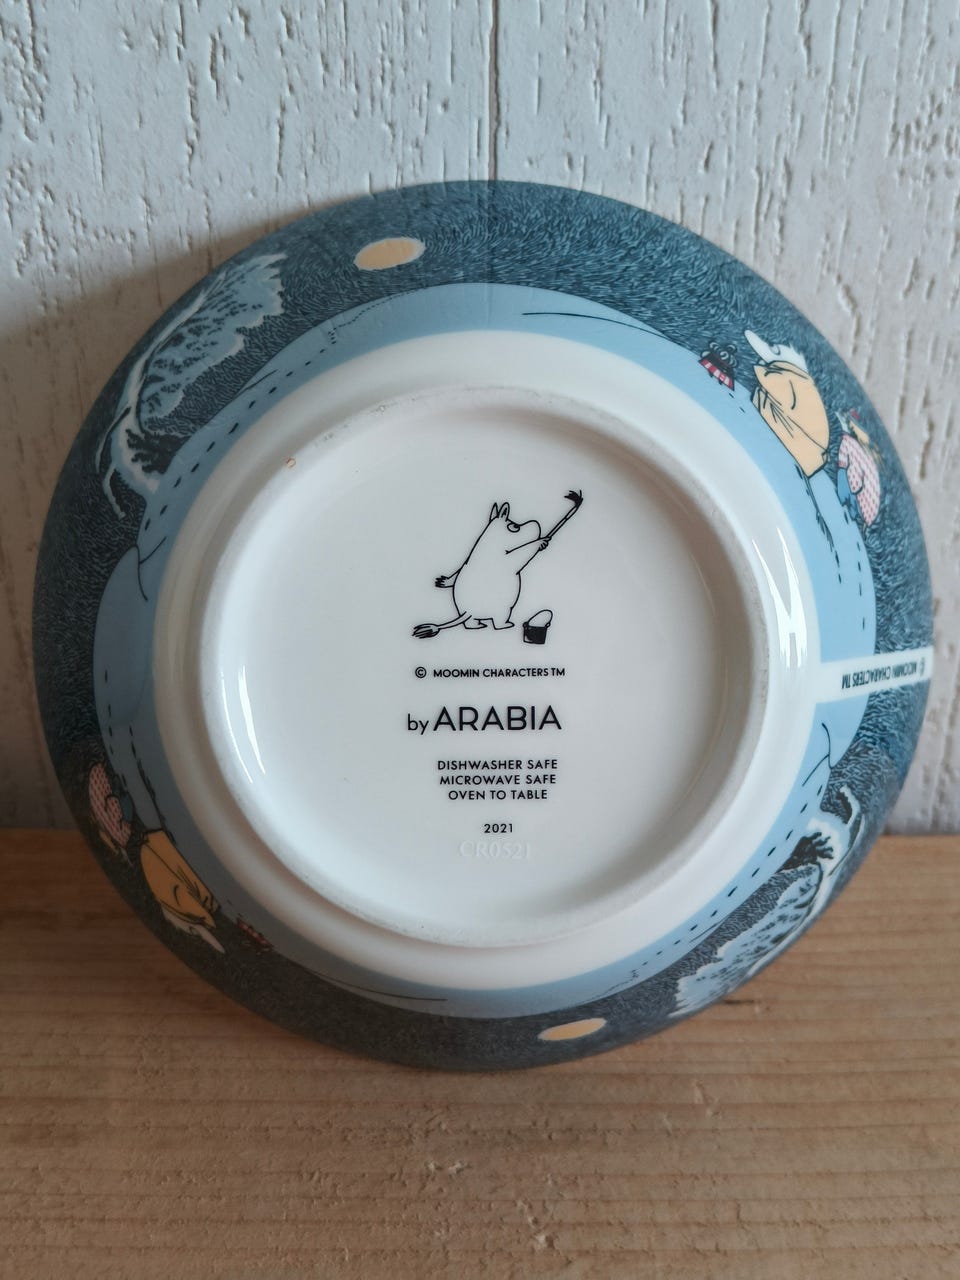 © MOOMIN CHARACTERS TM
by ARABIA
DISHWASHER SAFE
MICROWAVE SAFE
OVEN TO TABLE
2021
CR0521
© MOOMIN CHARACTERS TM